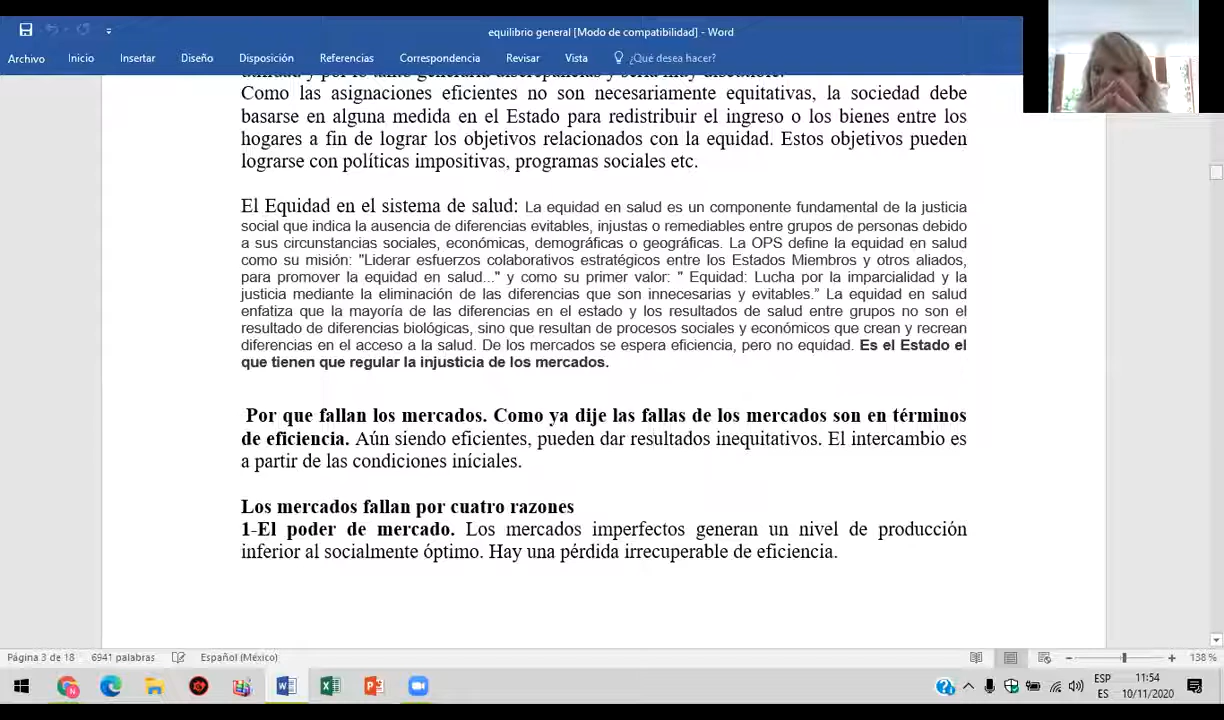 equilibrio general [Modo de compatibilidad] - Word
Archivo Inicio Insertar Diseño Disposición Referencias Correspondencia Revisar Vista ¿Qué desea hacer?
utilidad y por lo tanto generaría discrepancias y sería muy discutible.
Como las asignaciones eficientes no son necesariamente equitativas, la sociedad debe
basarse en alguna medida en el Estado para redistribuir el ingreso o los bienes entre los
hogares a fin de lograr los objetivos relacionados con la equidad. Estos objetivos pueden
lograrse con políticas impositivas, programas sociales etc.
El Equidad en el sistema de salud: La equidad en salud es un componente fundamental de la justicia
social que indica la ausencia de diferencias evitables, injustas o remediables entre grupos de personas debido
a sus circunstancias sociales, económicas, demográficas o geográficas. La OPS define la equidad en salud
como su misión: "Liderar esfuerzos colaborativos estratégicos entre los Estados Miembros y otros aliados,
para promover la equidad en salud..." y como su primer valor: " Equidad: Lucha por la imparcialidad y la
justicia mediante la eliminación de las diferencias que son innecesarias y evitables.” La equidad en salud
enfatiza que la mayoría de las diferencias en el estado y los resultados de salud entre grupos no son el
resultado de diferencias biológicas, sino que resultan de procesos sociales y económicos que crean y recrean
diferencias en el acceso a la salud. De los mercados se espera eficiencia, pero no equidad. Es el Estado el
que tienen que regular la injusticia de los mercados.
Por que fallan los mercados. Como ya dije las fallas de los mercados son en términos
de eficiencia. Aún siendo eficientes, pueden dar resultados inequitativos. El intercambio es
a partir de las condiciones iníciales.
Los mercados fallan por cuatro razones
1-El poder de mercado. Los mercados imperfectos generan un nivel de producción
inferior al socialmente óptimo. Hay una pérdida irrecuperable de eficiencia.
Página 3 de 18 6941 palabras Español (México) 138 %
ESP 11:54
ES 10/11/2020